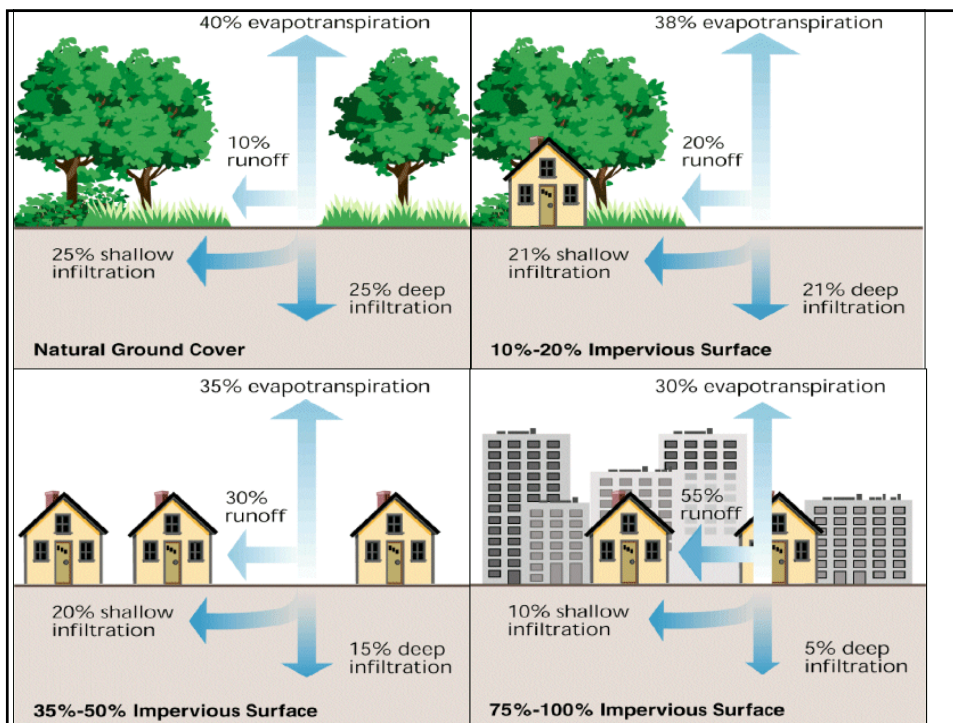 40% evapotranspiration
10%
runoff
25% shallow
infiltration
25% deep
infiltration
Natural Ground Cover
38% evapotranspiration
20%
runoff
21% shallow
infiltration
21% deep
infiltration
10%-20% Impervious Surface
35% evapotranspiration
30%
runoff
20% shallow
infiltration
15% deep
infiltration
35%-50% Impervious Surface
30% evapotranspiration
55%
runoff
10% shallow
infiltration
5% deep
infiltration
75%-100% Impervious Surface